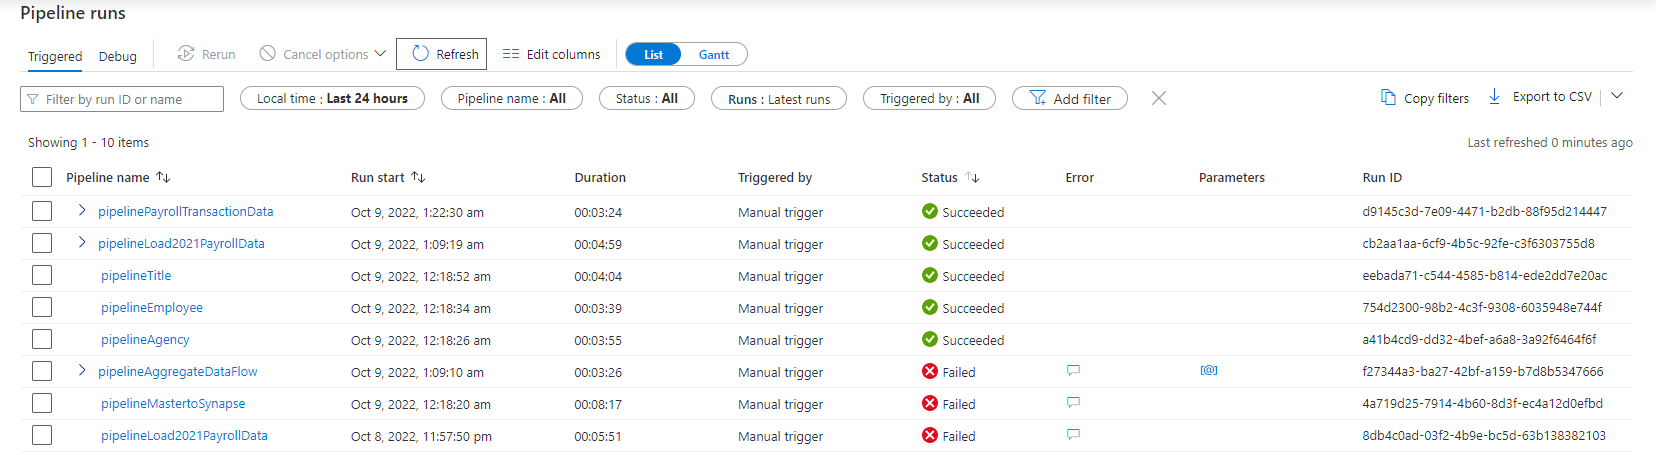 Pipeline runs
Triggered Debug Rerun Cancel options Refresh Edit columns List Gantt
Filter by run ID or name Local time : Last 24 hours Pipeline name : All Status : All Runs : Latest runs Triggered by : All Add filter Copy filters Export to CSV
Showing 1 - 10 items Last refreshed 0 minutes ago
Pipeline name Run start Duration Triggered by Status Error Parameters Run ID
pipelinePayrollTransactionData Oct 9, 2022, 1:22:30 am 00:03:24 Manual trigger Succeeded d9145c3d-7e09-4471-b2db-88f95d214447
pipelineLoad2021PayrollData Oct 9, 2022, 1:09:19 am 00:04:59 Manual trigger Succeeded cb2aa1aa-6cf9-4b5c-92fe-c3f6303755d8
pipelineTitle Oct 9, 2022, 12:18:52 am 00:04:04 Manual trigger Succeeded eebada71-c544-4585-b814-ede2dd7e20ac
pipelineEmployee Oct 9, 2022, 12:18:34 am 00:03:39 Manual trigger Succeeded 754d2300-98b2-4c3f-9308-6035948e744f
pipelineAgency Oct 9, 2022, 12:18:26 am 00:03:55 Manual trigger Succeeded a41b4cd9-dd32-4bef-a6a8-3a92f6464f6f
pipelineAggregateDataFlow Oct 9, 2022, 1:09:10 am 00:03:26 Manual trigger Failed [@] f27344a3-ba27-42bf-a159-b7d8b5347666
pipelineMastertoSynapse Oct 9, 2022, 12:18:20 am 00:08:17 Manual trigger Failed 4a719d25-7914-4b60-8d3f-ec4a12d0efbd
pipelineLoad2021PayrollData Oct 8, 2022, 11:57:50 pm 00:05:51 Manual trigger Failed 8db4c0ad-03f2-4b9e-bc5d-63b138382103